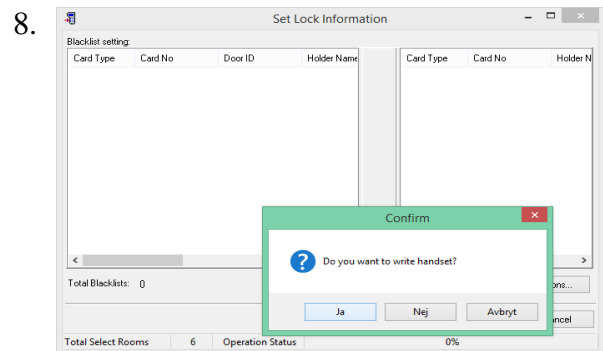 8.
Set Lock Information
Blacklist setting:
Card Type Card No Door ID Holder Name Card Type Card No Holder N
Confirm
Do you want to write handset?
Total Blacklists: 0
Ja Nej Avbryt
Total Select Rooms 6 Operation Status 0%